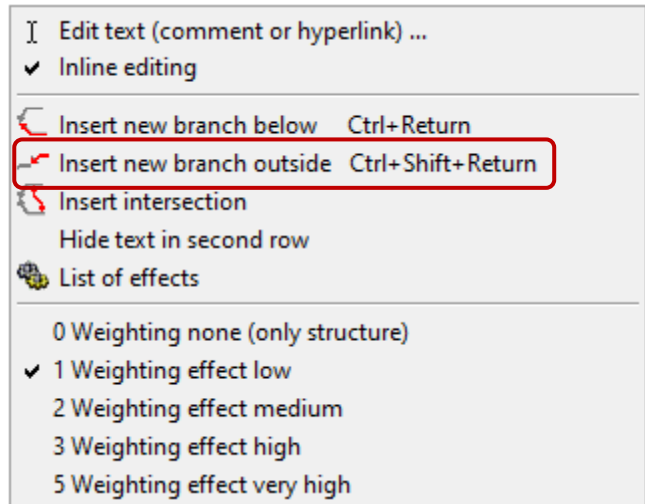 Edit text (comment or hyperlink) ...
Inline editing
Insert new branch below Ctrl+Return
Insert new branch outside Ctrl+Shift+Return
Insert intersection
Hide text in second row
List of effects
0 Weighting none (only structure)
1 Weighting effect low
2 Weighting effect medium
3 Weighting effect high
5 Weighting effect very high